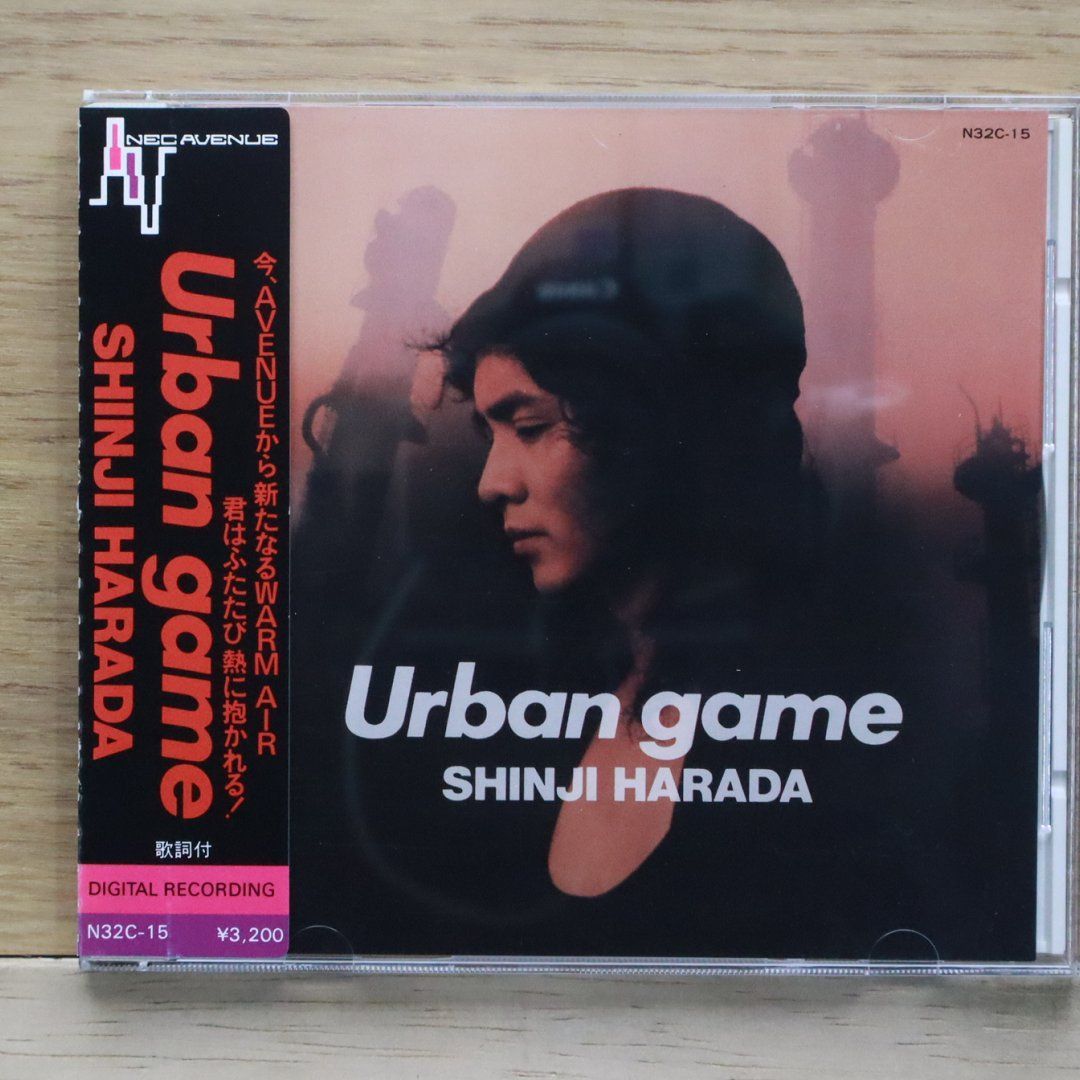 NEC AVENUE
今、AVENUEから新たなるWARM AIR
君はふたたび熱に抱かれる!
Urban game
SHINJI HARADA
歌詞付
DIGITAL RECORDING
N32C-15 ¥3,200
N32C-15
Urban game
SHINJI HARADA